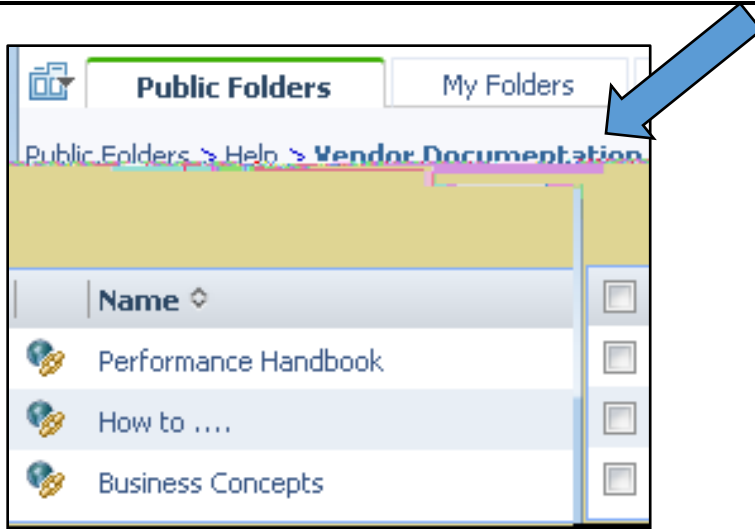 Public Folders My Folders
Public Folders > Help > Vendor Documentation
Name
Performance Handbook
How to ....
Business Concepts